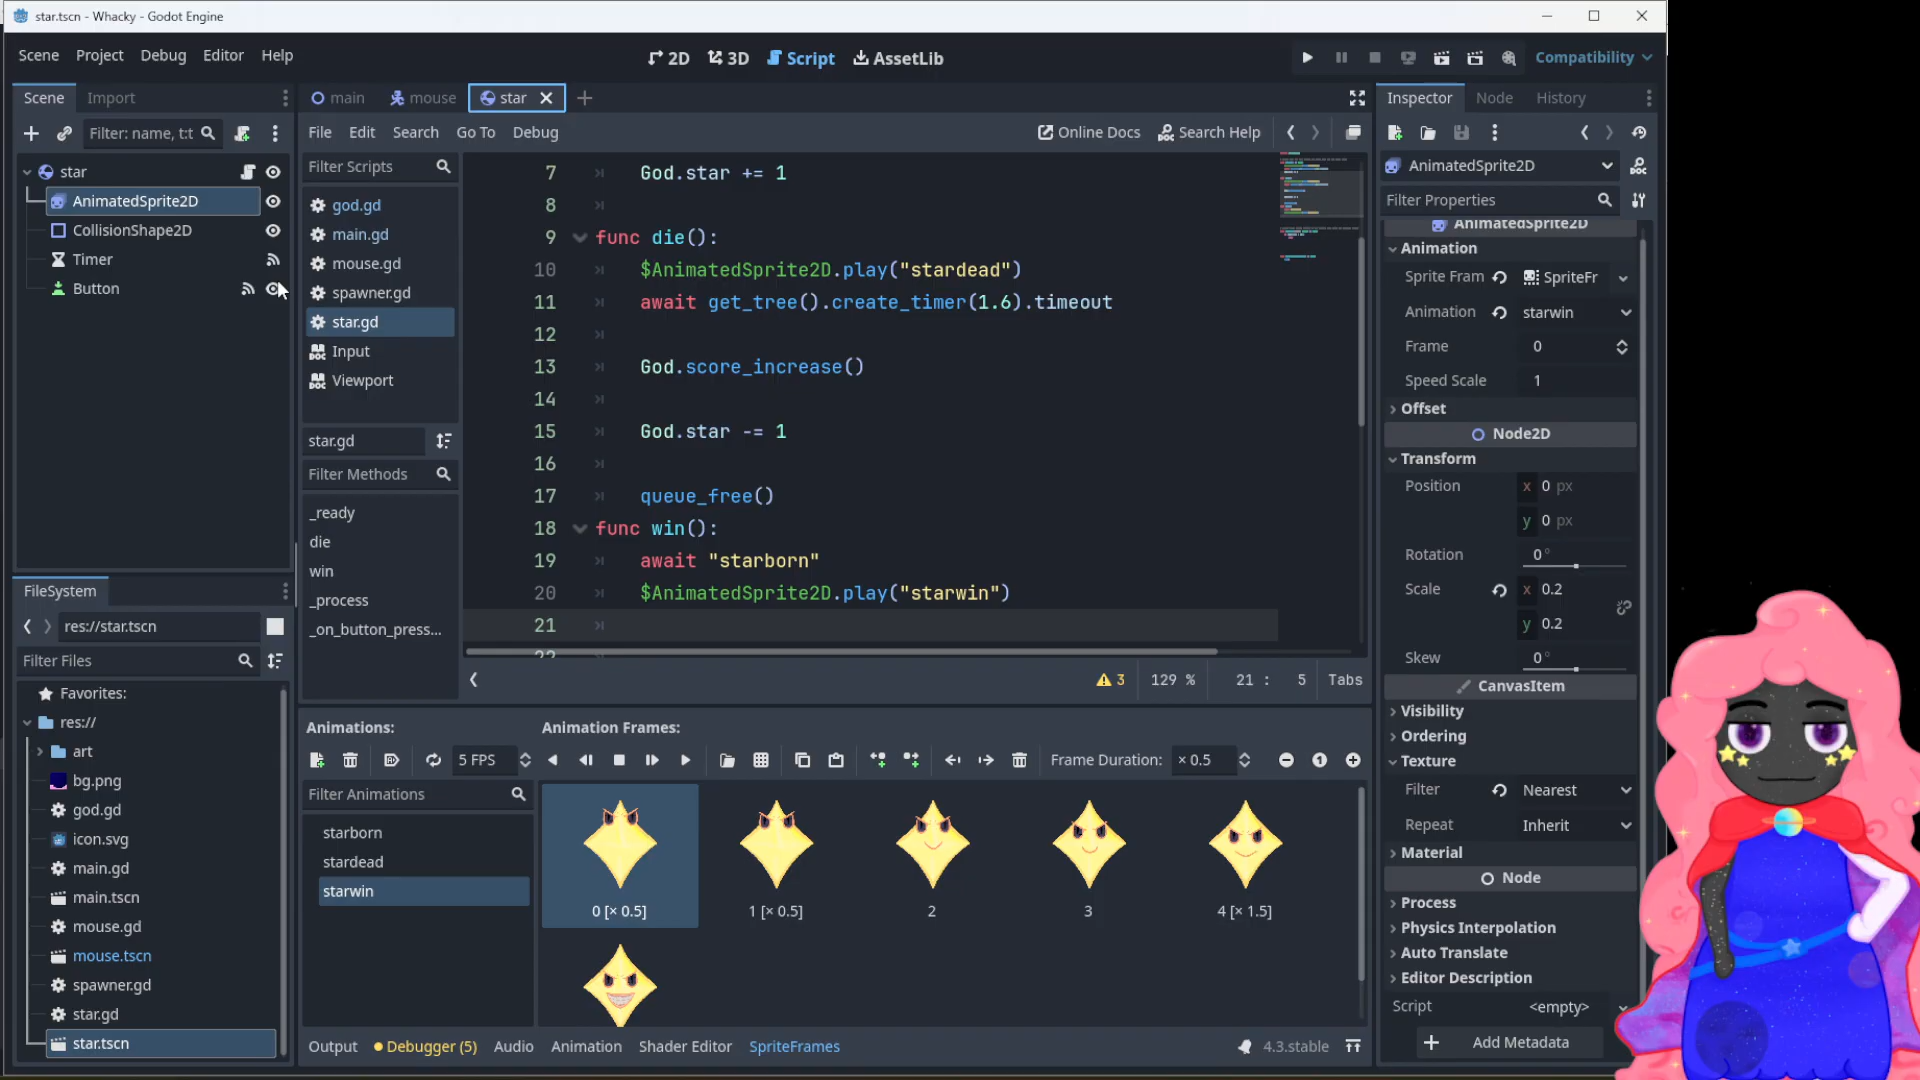 star.tscn - Whacky - Godot Engine
Scene Project Debug Editor Help
2D 3D Script AssetLib
Compatibility
Scene Import
main mouse star
Inspector Node History
Filter: name, t:t
File Edit Search Go To Debug
Online Docs Search Help
star
AnimatedSprite2D
CollisionShape2D
Timer
Button
Filter Scripts
god.gd
main.gd
mouse.gd
spawner.gd
star.gd
Input
Viewport
star.gd
Filter Methods
_ready
die
win
_process
_on_button_press...
7 God.star += 1
8
9 func die():
10 $AnimatedSprite2D.play("stardead")
11 await get_tree().create_timer(1.6).timeout
12
13 God.score_increase()
14
15 God.star -= 1
16
17 queue_free()
18 func win():
19 await "starborn"
20 $AnimatedSprite2D.play("starwin")
21
22
3 129 % 21 : 5 Tabs
AnimatedSprite2D
Filter Properties
AnimatedSprite2D
Animation
Sprite Fram SpriteFr
Animation starwin
Frame 0
Speed Scale 1
Offset
Node2D
Transform
Position x 0 px
y 0 px
Rotation 0 °
Scale x 0.2
y 0.2
Skew 0 °
CanvasItem
Visibility
Ordering
Texture
Filter Nearest
Repeat Inherit
Material
Node
Process
Physics Interpolation
Auto Translate
Editor Description
Script <empty>
Add Metadata
FileSystem
res://star.tscn
Filter Files
Favorites:
res://
art
bg.png
god.gd
icon.svg
main.gd
main.tscn
mouse.gd
mouse.tscn
spawner.gd
star.gd
star.tscn
Animations: Animation Frames:
5 FPS
Frame Duration: × 0.5
Filter Animations
starborn
stardead
starwin
0 [× 0.5] 1 [× 0.5] 2 3 4 [× 1.5]
Output Debugger (5) Audio Animation Shader Editor SpriteFrames
4.3.stable